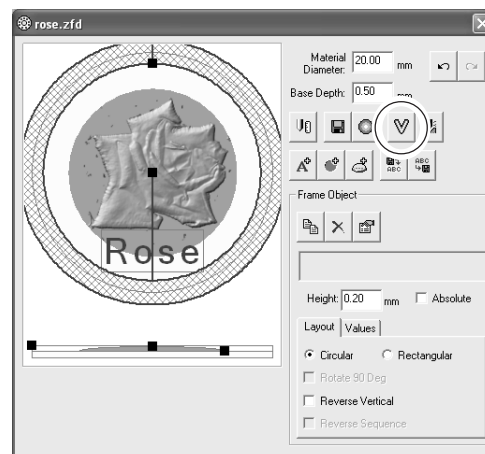 rose.zfd
Material Diameter: 20.00 mm
Base Depth: 0.50 mm
Rose
Frame Object
Height: 0.20 mm Absolute
Layout Values
Circular Rectangular
Rotate 90 Deg
Reverse Vertical
Reverse Sequence